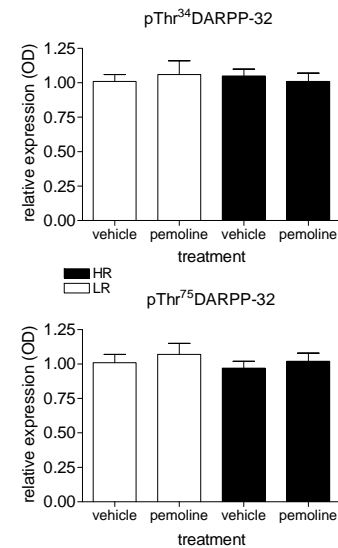 pThr³⁴DARPP-32
relative expression (OD)
1.25
1.00
0.75
0.50
0.25
0.00
vehicle pemoline vehicle pemoline
treatment
HR
LR
pThr⁷⁵DARPP-32
relative expression (OD)
1.25
1.00
0.75
0.50
0.25
0.00
vehicle pemoline vehicle pemoline
treatment